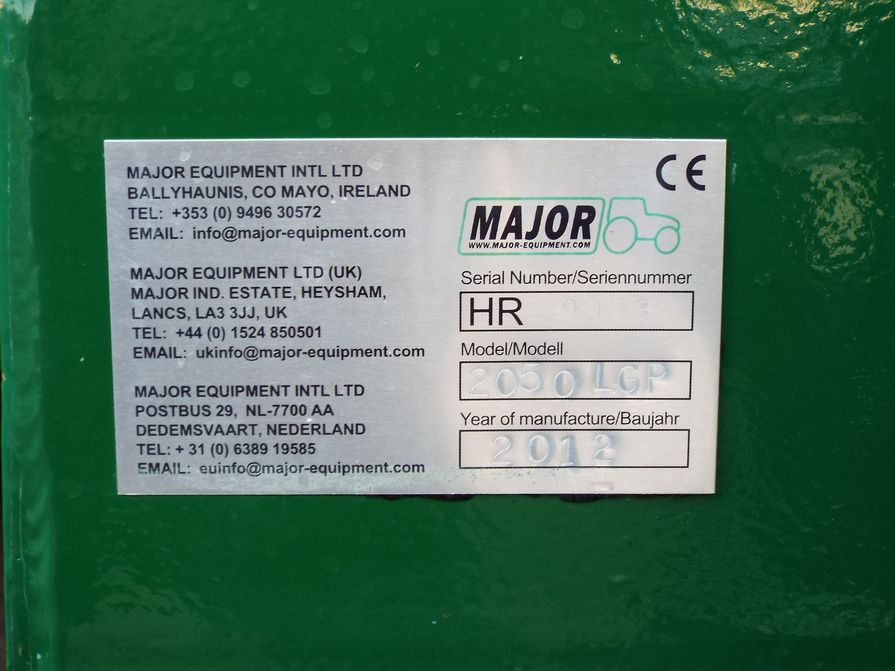 MAJOR EQUIPMENT INTL LTD
BALLYHAUNIS, CO MAYO, IRELAND
TEL: +353 (0) 9496 30572
EMAIL: info@major-equipment.com
MAJOR EQUIPMENT LTD (UK)
MAJOR IND. ESTATE, HEYSHAM,
LANCS, LA3 3JJ, UK
TEL: +44 (0) 1524 850501
EMAIL: ukinfo@major-equipment.com
MAJOR EQUIPMENT INTL LTD
POSTBUS 29, NL-7700 AA
DEDEMSVAART, NEDERLAND
TEL: + 31 (0) 6389 19585
EMAIL: euinfo@major-equipment.com
CE
MAJOR
WWW.MAJOR-EQUIPMENT.COM
Serial Number/Seriennummer
HR
Model/Modell
2050 LGP
Year of manufacture/Baujahr
2012